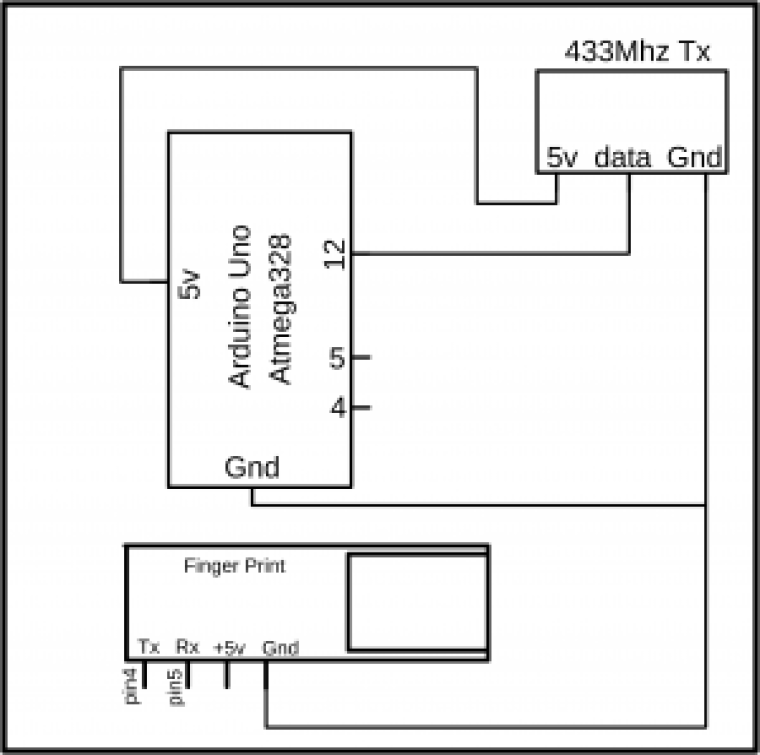 433Mhz Tx
5v data Gnd
Arduino Uno
Atmega328
5v
12
5
4
Gnd
Finger Print
Tx Rx +5v Gnd
pin4
pin5